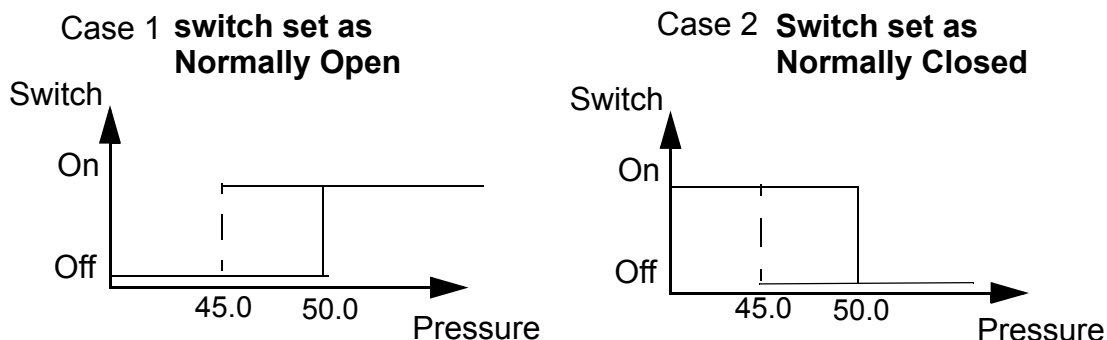 Case 1 switch set as
Normally Open
Switch
On
Off
45.0 50.0
Pressure
Case 2 Switch set as
Normally Closed
Switch
On
Off
45.0 50.0
Pressure